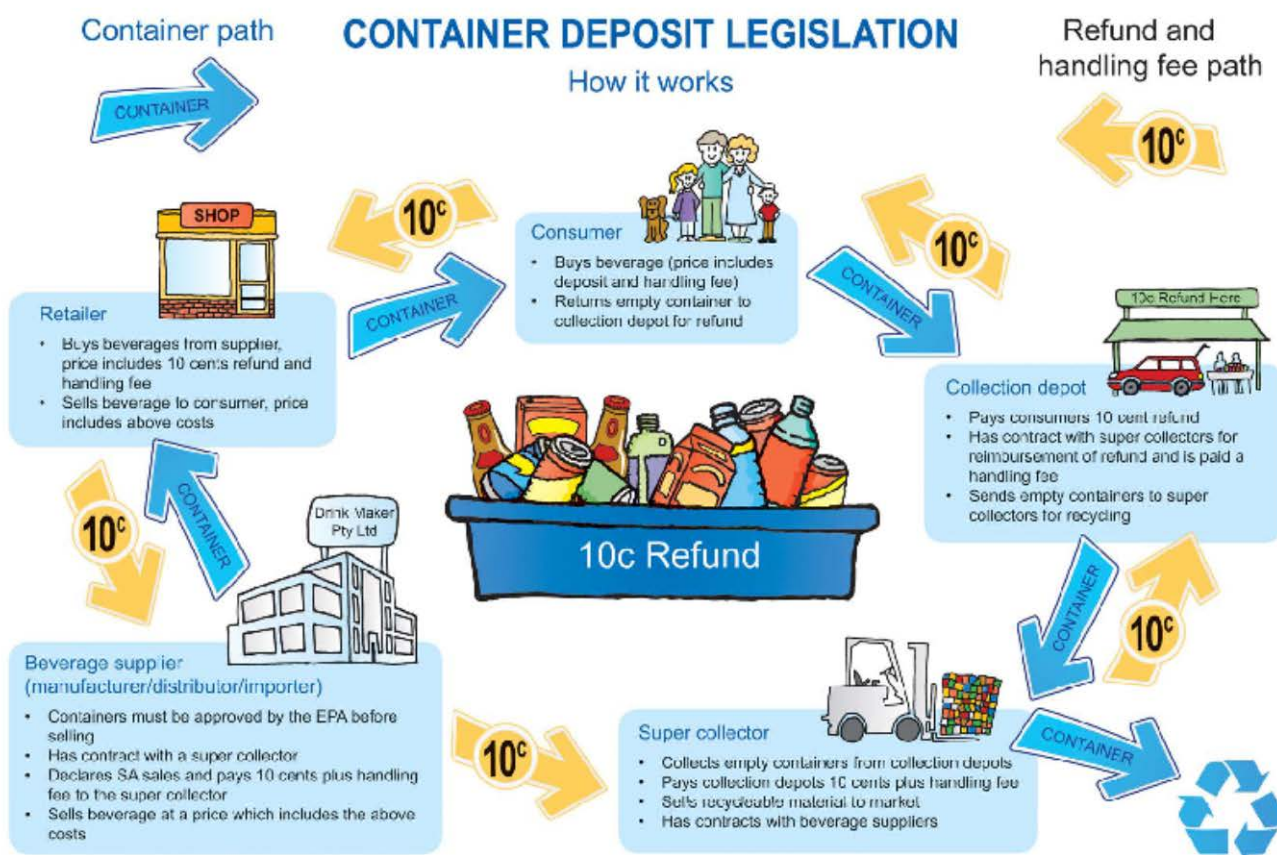 Container path
CONTAINER DEPOSIT LEGISLATION
How it works
Refund and
handling fee path
CONTAINER
10c
SHOP
10c
Consumer
• Buys beverage (price includes
deposit and handling fee)
• Returns empty container to
collection depot for refund
10c
CONTAINER
CONTAINER
Retailer
• Buys beverages from supplier,
price includes 10 cents refund and
handling fee
• Sells beverage to consumer, price
includes above costs
10c Refund Here
Collection depot
• Pays consumers 10 cent refund
• Has contract with super collectors for
reimbursement of refund and is paid a
handling fee
• Sends empty containers to super
collectors for recycling
10c
CONTAINER
Drink Maker
Pty Ltd
10c Refund
CONTAINER
10c
Beverage supplier
(manufacturer/distributor/importer)
• Containers must be approved by the EPA before
selling
• Has contract with a super collector
• Declares SA sales and pays 10 cents plus handling
fee to the super collector
• Sells beverage at a price which includes the above
costs
10c
Super collector
• Collects empty containers from collection depots
• Pays collection depots 10 cents plus handling fee
• Sells recycleable material to market
• Has contracts with beverage suppliers
CONTAINER